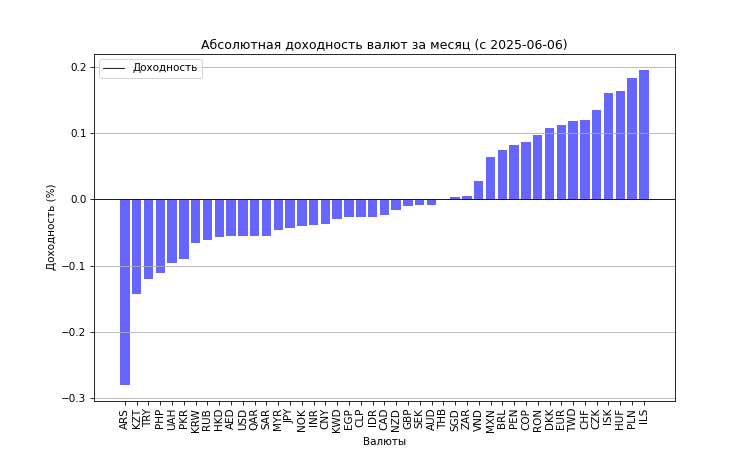 Абсолютная доходность валют за месяц (с 2025-06-06)
Доходность
Доходность (%)
0.2
0.1
0.0
−0.1
−0.2
−0.3
ARS
KZT
TRY
PHP
UAH
PKR
KRW
RUB
HKD
AED
USD
QAR
SAR
MYR
JPY
NOK
INR
CNY
KWD
EGP
CLP
IDR
CAD
NZD
GBP
SEK
AUD
THB
SGD
ZAR
VND
MXN
BRL
PEN
COP
RON
DKK
EUR
TWD
CHF
CZK
ISK
HUF
PLN
ILS
Валюты